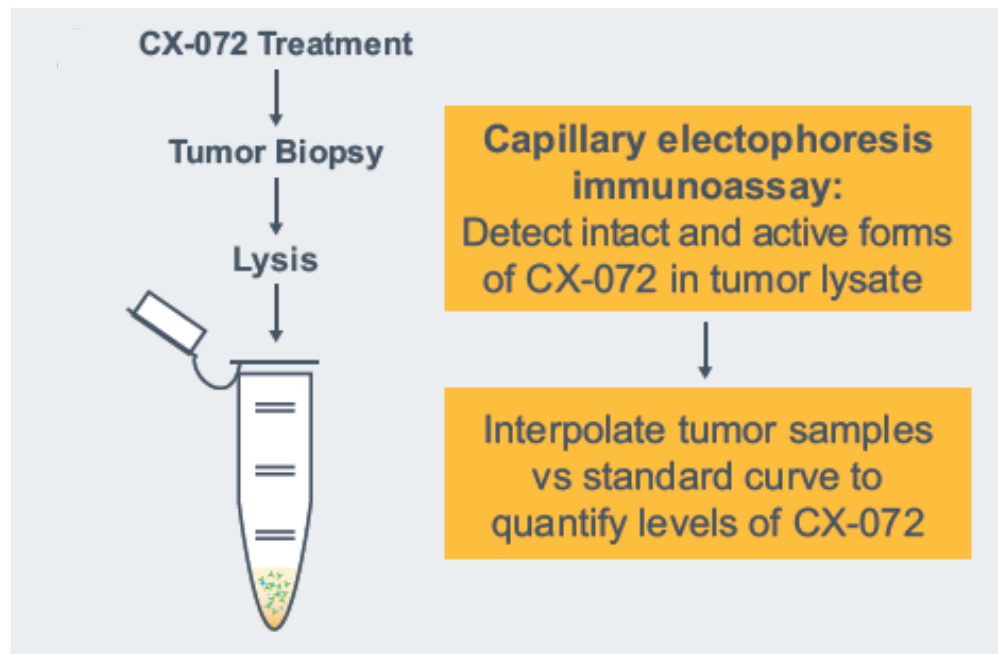 CX-072 Treatment
Tumor Biopsy
Lysis
Capillary electophoresis
immunoassay:
Detect intact and active forms
of CX-072 in tumor lysate
Interpolate tumor samples
vs standard curve to
quantify levels of CX-072